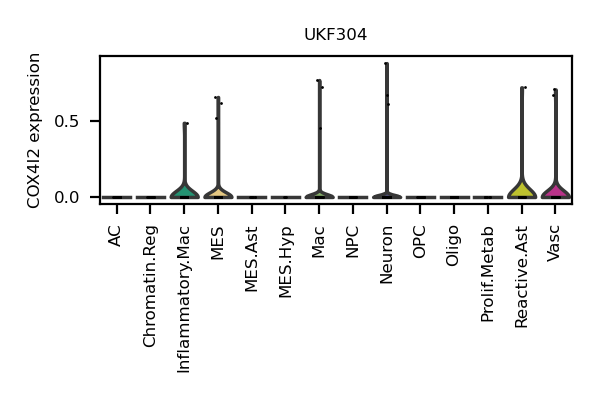 UKF304
COX4I2 expression
0.5
0.0
AC
Chromatin.Reg
Inflammatory.Mac
MES
MES.Ast
MES.Hyp
Mac
NPC
Neuron
OPC
Oligo
Prolif.Metab
Reactive.Ast
Vasc